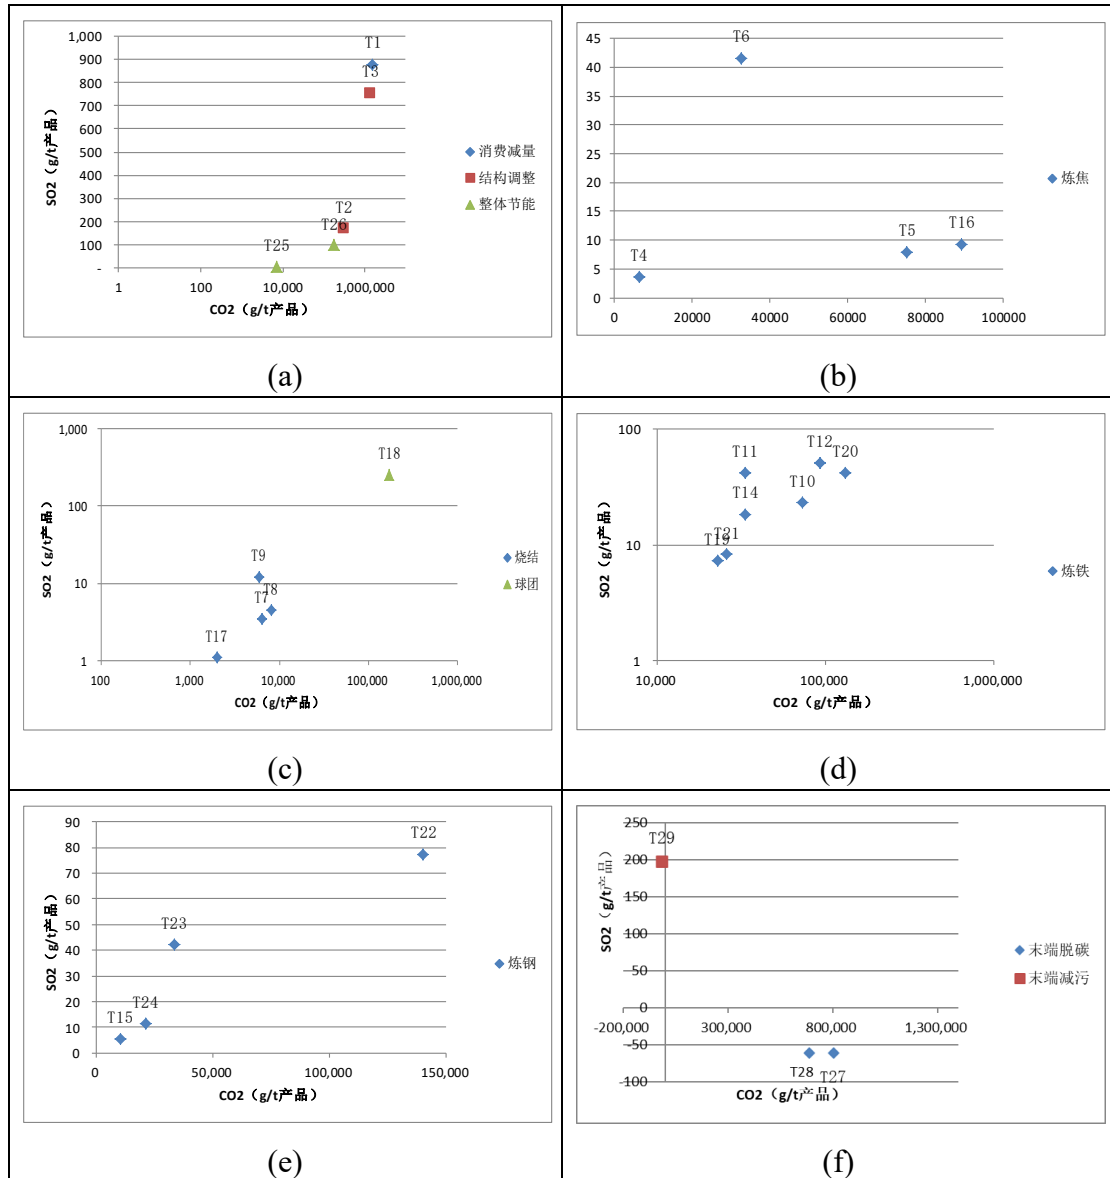 1,000
900
800
700
600
500
400
300
200
100
-
SO2（g/t产品）
T1
T3
T2
T26
T25
1
100
10,000
1,000,000
CO2（g/t产品）
消费减量
结构调整
整体节能
(a)
45
40
35
30
25
20
15
10
5
0
T6
T4
T5
T16
0
20000
40000
60000
80000
100000
炼焦
(b)
1,000
100
10
1
SO2（g/t产品）
T18
T9
T8
T7
T17
100
1,000
10,000
100,000
1,000,000
CO2（g/t产品）
烧结
球团
(c)
100
10
1
SO2（g/t产品）
T11
T12
T20
T14
T10
T21
T19
10,000
100,000
1,000,000
CO2（g/t产品）
炼铁
(d)
90
80
70
60
50
40
30
20
10
0
SO2（g/t产品）
T22
T23
T24
T15
0
50,000
100,000
150,000
CO2（g/t产品）
炼钢
(e)
250
200
150
100
50
0
-50
-100
SO2（g/t产品）
T29
-200,000
300,000
800,000
1,300,000
T28
T27
CO2（g/t产品）
末端脱碳
末端减污
(f)